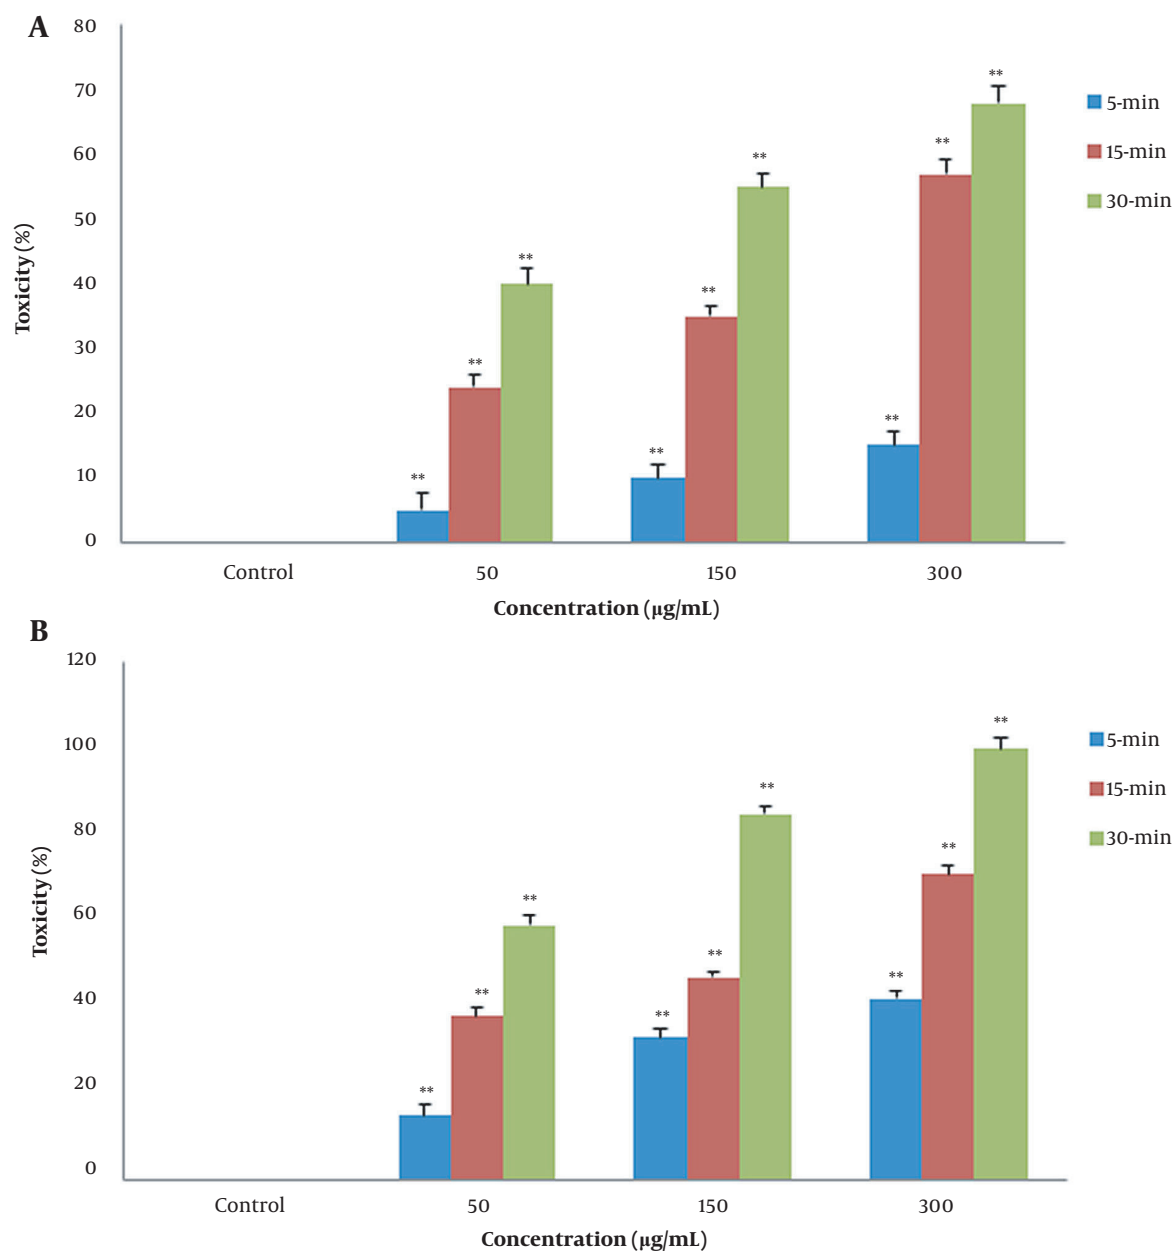 A
80
70
60
50
40
30
20
10
0
Toxicity (%)
** ** **
** ** **
** ** **
5-min
15-min
30-min
Control 50 150 300
Concentration (µg/mL)
B
120
100
80
60
40
20
0
Toxicity (%)
** ** **
** ** **
** ** **
5-min
15-min
30-min
Control 50 150 300
Concentration (µg/mL)